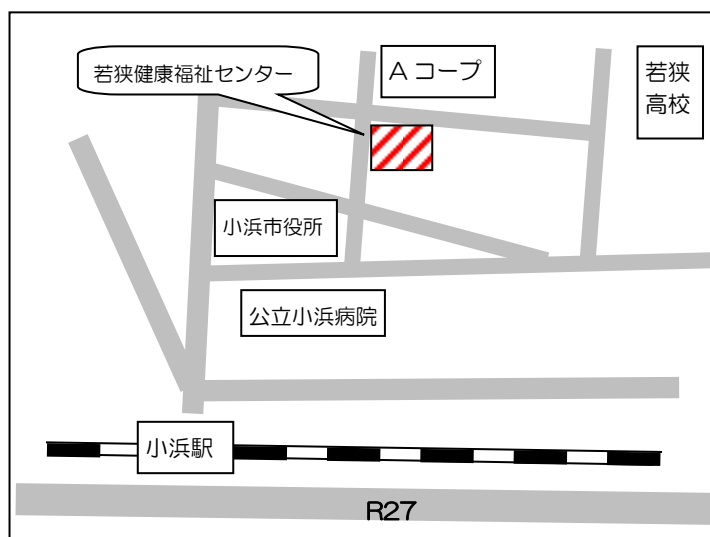 若狭健康福祉センター
Aコープ
若狭
高校
小浜市役所
公立小浜病院
小浜駅
R27